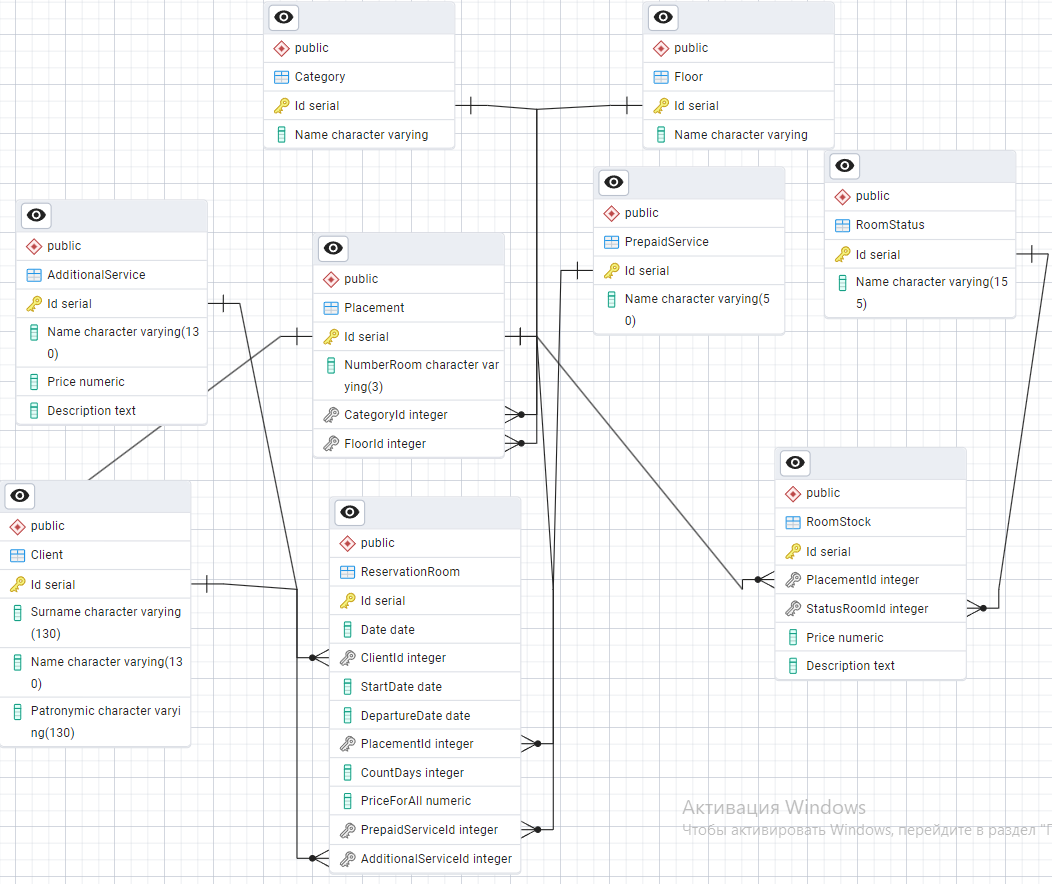 public
Category
Id serial
Name character varying
public
Floor
Id serial
Name character varying
public
RoomStatus
Id serial
Name character varying(15
5)
public
PrepaidService
Id serial
Name character varying(5
0)
public
AdditionalService
Id serial
Name character varying(13
0)
Price numeric
Description text
public
Placement
Id serial
NumberRoom character var
ying(3)
CategoryId integer
FloorId integer
public
RoomStock
Id serial
PlacementId integer
StatusRoomId integer
Price numeric
Description text
public
Client
Id serial
Surname character varying
(130)
Name character varying(13
0)
Patronymic character varyi
ng(130)
public
ReservationRoom
Id serial
Date date
ClientId integer
StartDate date
DepartureDate date
PlacementId integer
CountDays integer
PriceForAll numeric
PrepaidServiceId integer
AdditionalServiceId integer
Активация Windows
Чтобы активировать Windows, перейдите в раздел